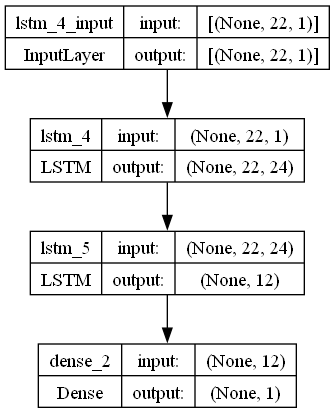 lstm_4_input input: [(None, 22, 1)]
InputLayer output: [(None, 22, 1)]
lstm_4 input: (None, 22, 1)
LSTM output: (None, 22, 24)
lstm_5 input: (None, 22, 24)
LSTM output: (None, 12)
dense_2 input: (None, 12)
Dense output: (None, 1)